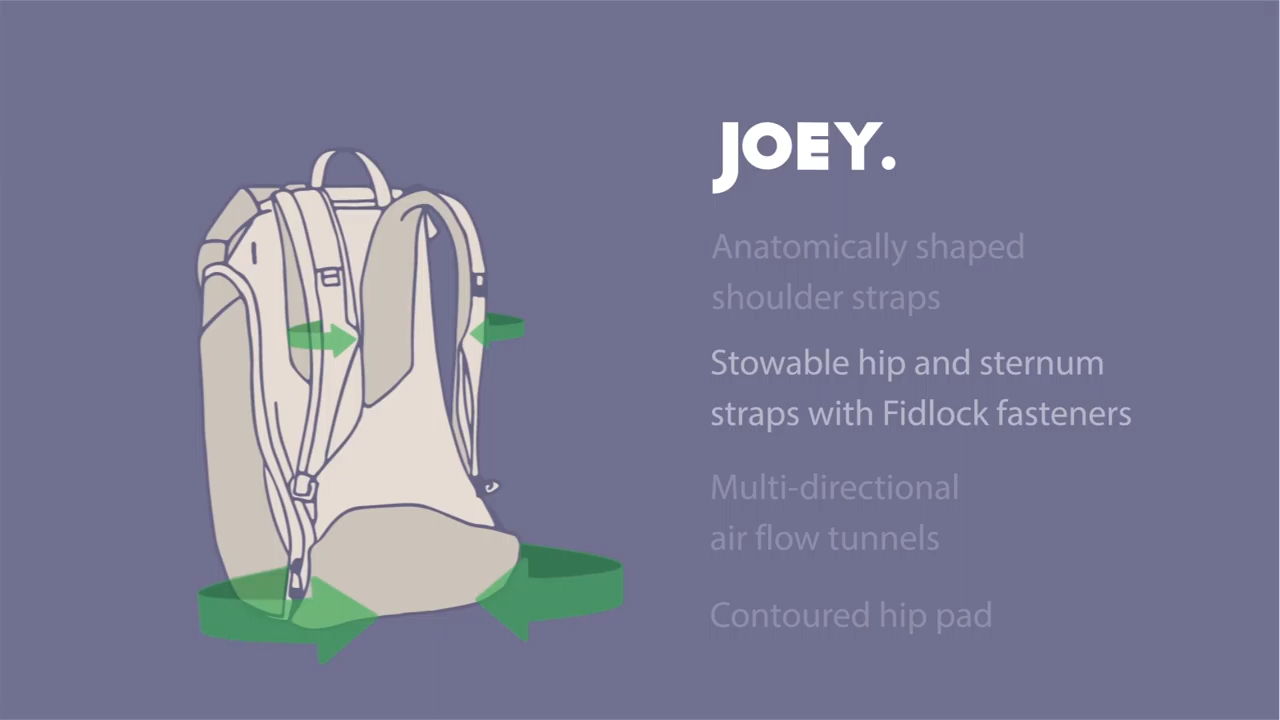 JOEY.
Anatomically shaped
shoulder straps
Stowable hip and sternum
straps with Fidlock fasteners
Multi-directional
air flow tunnels
Contoured hip pad